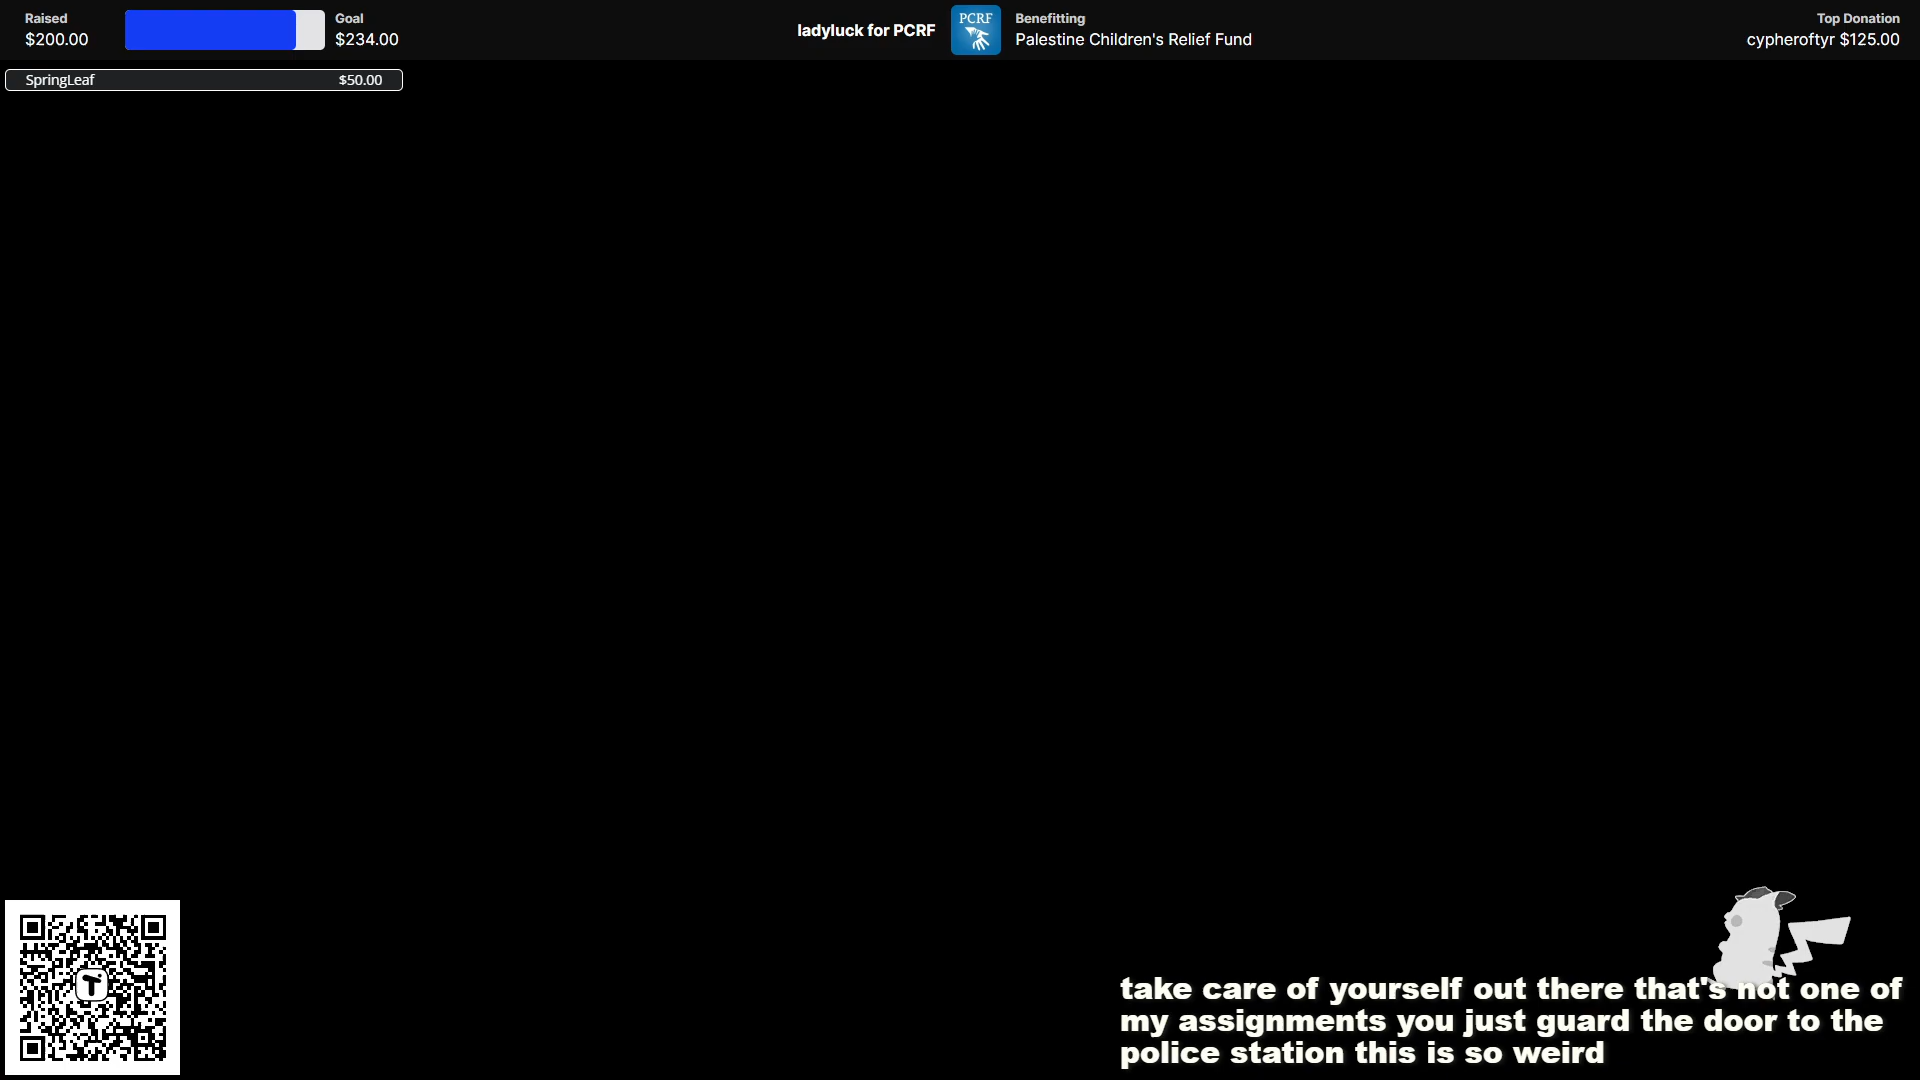 Raised
$200.00
Goal
$234.00
ladyluck for PCRF
PCRF
Benefitting
Palestine Children's Relief Fund
Top Donation
cypheroftyr $125.00
SpringLeaf $50.00
T
take care of yourself out there that's not one of
my assignments you just guard the door to the
police station this is so weird